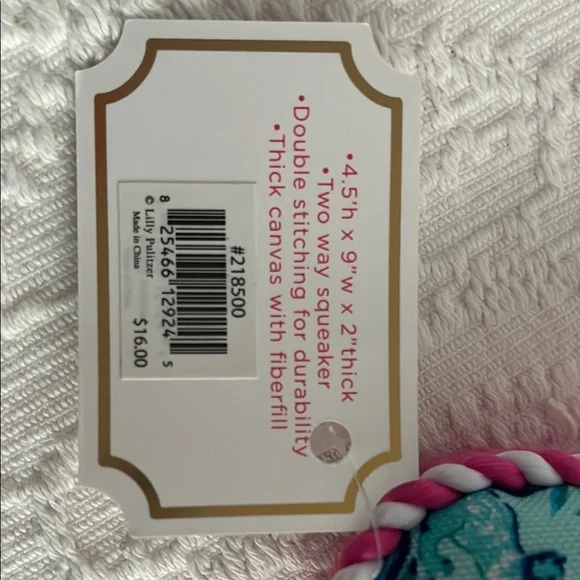 •4.5'h x 9"w x 2"thick
•Two way squeaker
•Double stitching for durability
•Thick canvas with fiberfill
#218500
8 25466 12924 5
© Lilly Pulitzer
Made in China
$16.00